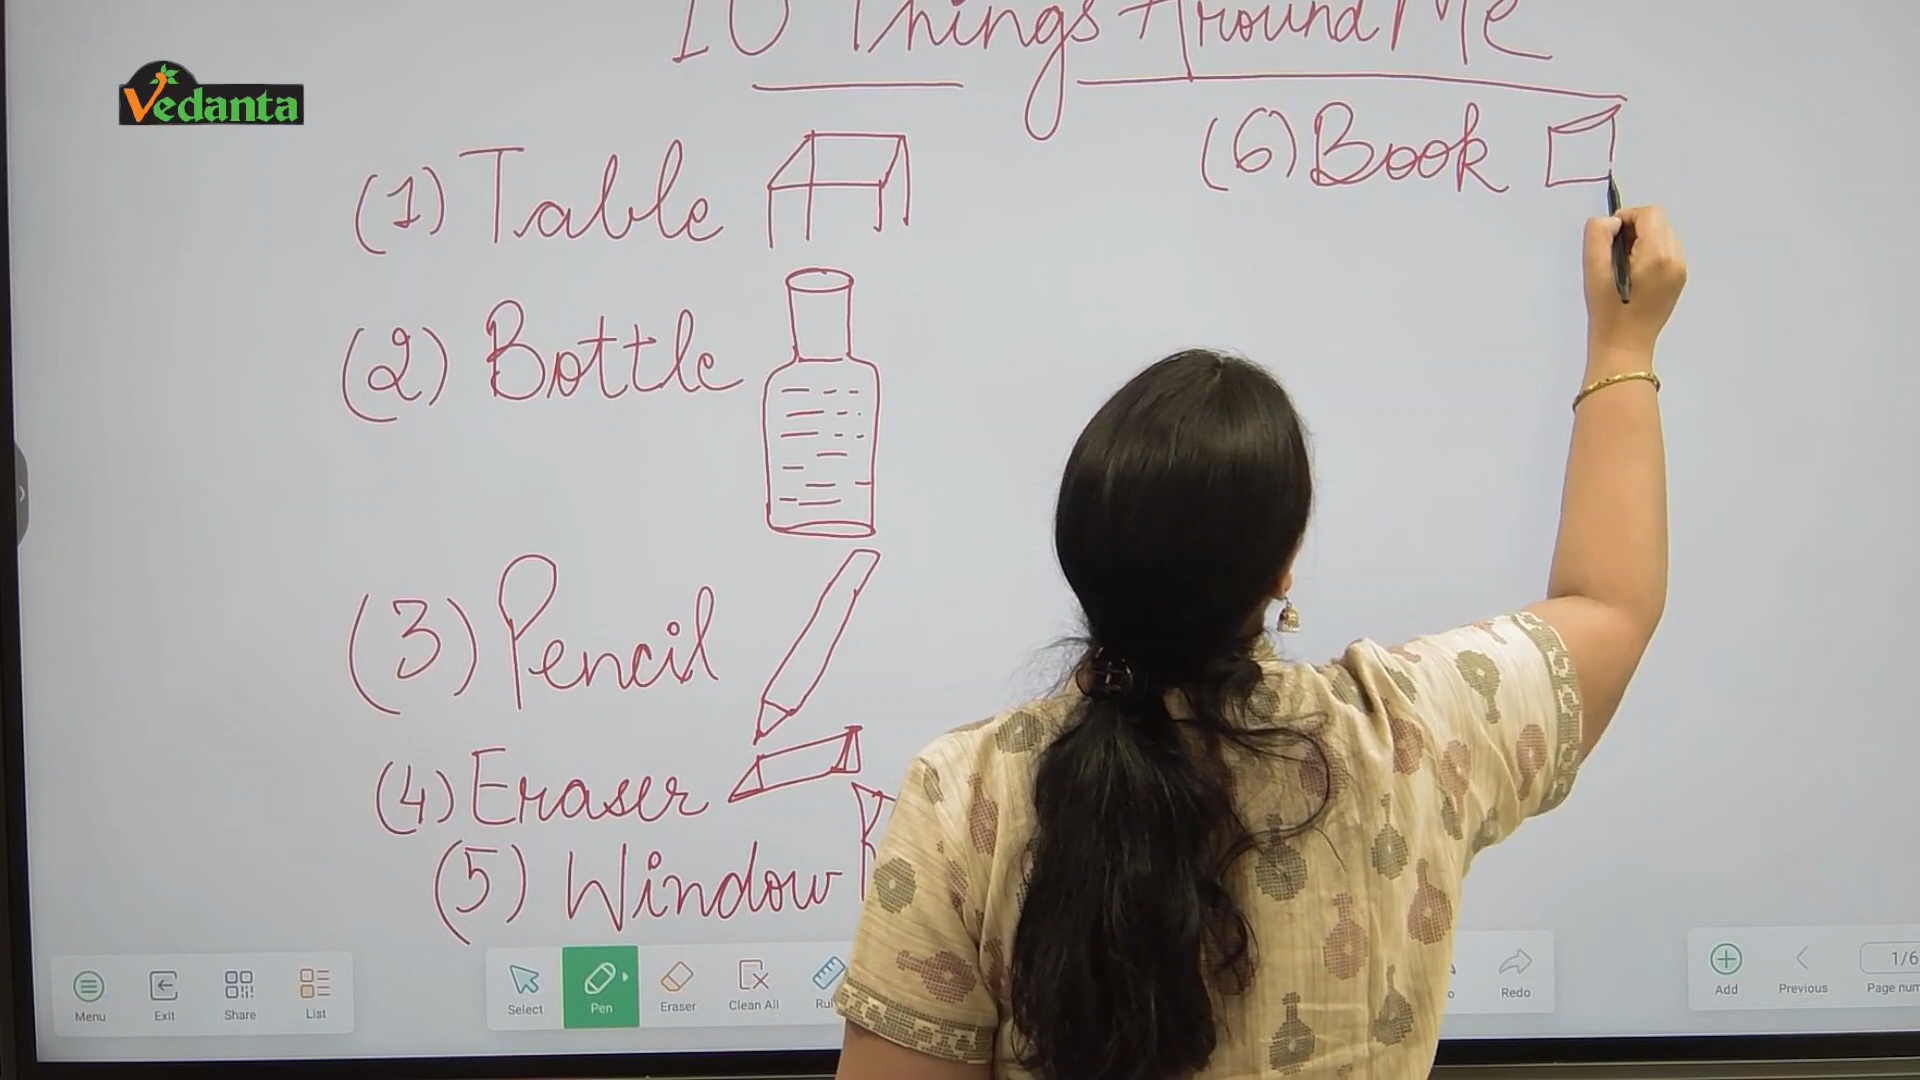 10 Things Around Me
Vedanta
(1) Table
(2) Bottle
(3) Pencil
(4) Eraser
(5) Window
(6) Book
Menu
Exit
Share
List
Select
Pen
Eraser
Clean All
Redo
Add
Previous
1/6
Page